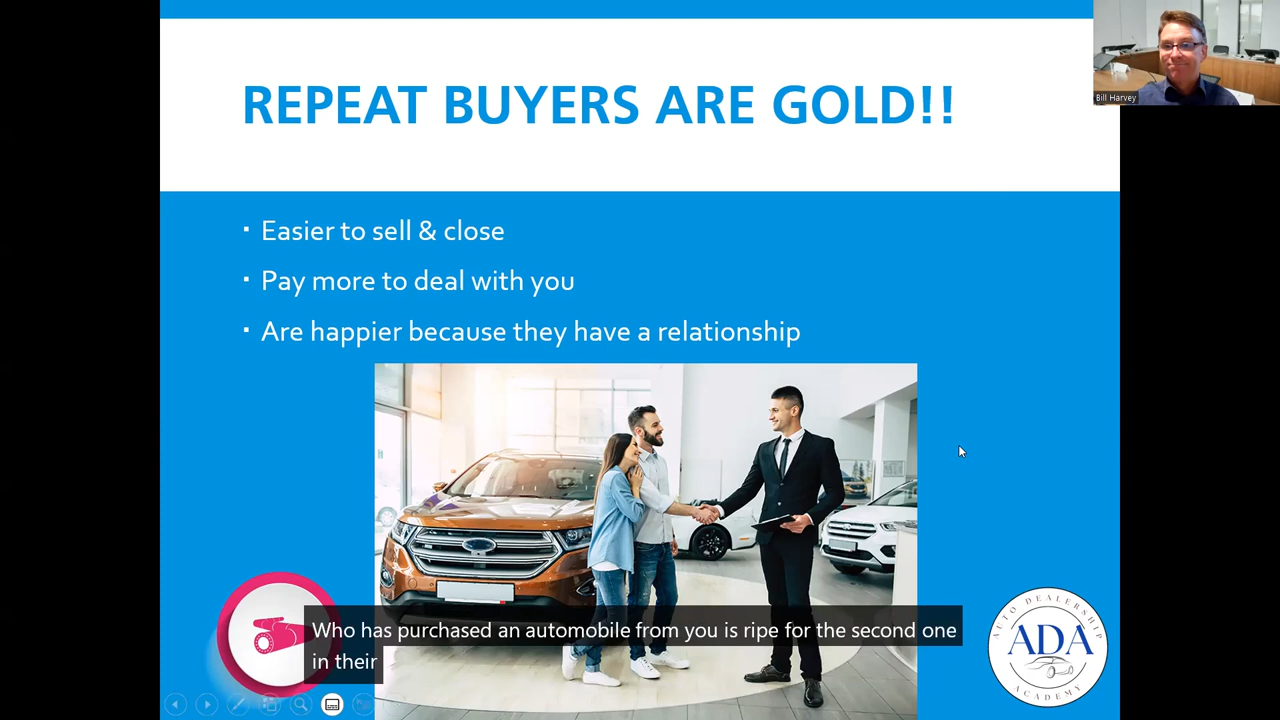 REPEAT BUYERS ARE GOLD!!
Bill Harvey
▪ Easier to sell & close
▪ Pay more to deal with you
▪ Are happier because they have a relationship
Who has purchased an automobile from you is ripe for the second one
in their
AUTO DEALERSHIP
ADA
ACADEMY